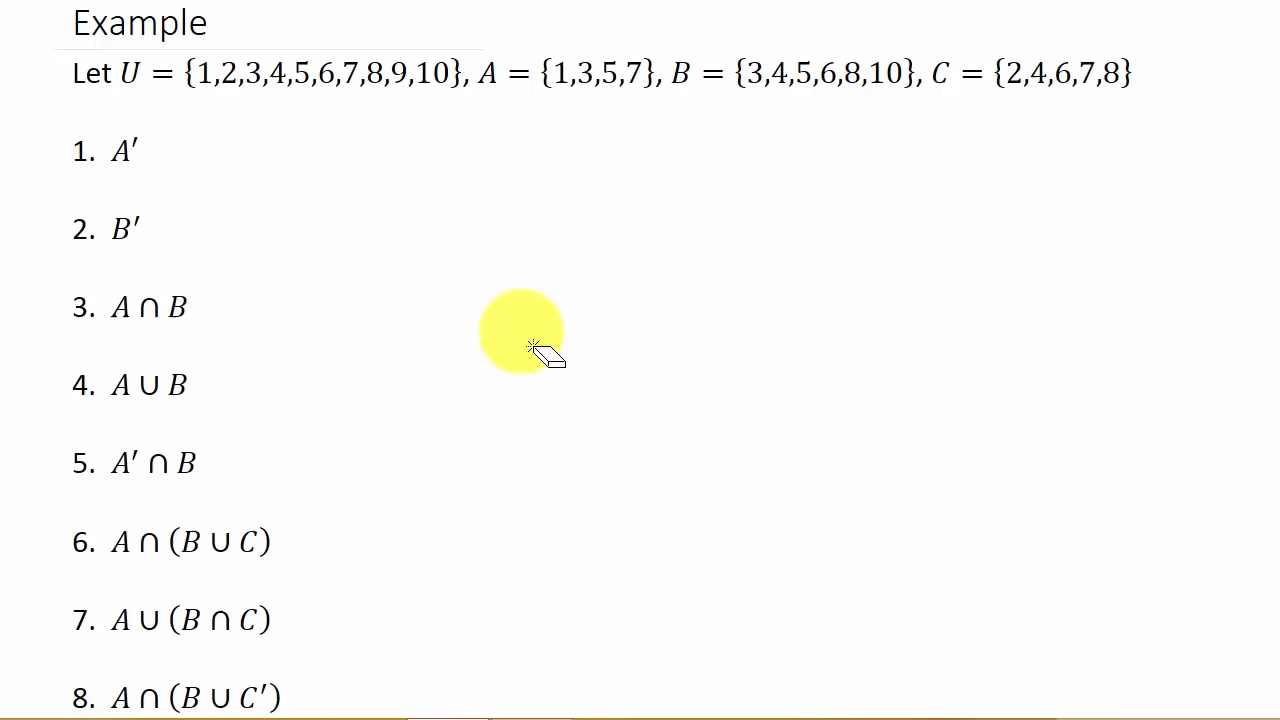 Example
Let U = {1,2,3,4,5,6,7,8,9,10}, A = {1,3,5,7}, B = {3,4,5,6,8,10}, C = {2,4,6,7,8}
1. A′
2. B′
3. A ∩ B
4. A ∪ B
5. A′ ∩ B
6. A ∩ (B ∪ C)
7. A ∪ (B ∩ C)
8. A ∩ (B ∪ C′)